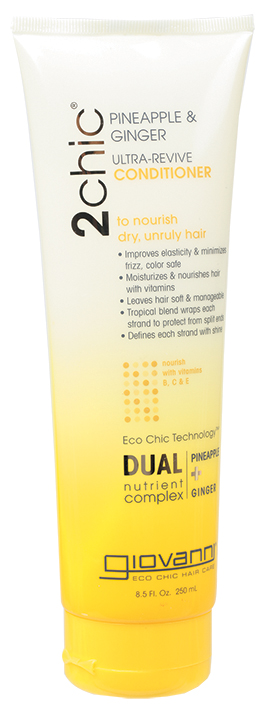 2chic®
PINEAPPLE &
GINGER
ULTRA-REVIVE
CONDITIONER
to nourish
dry, unruly hair
• Improves elasticity & minimizes
frizz, color safe
• Moisturizes & nourishes hair
with vitamins
• Leaves hair soft & manageable
• Tropical blend wraps each
strand to protect from split ends
• Defines each strand with shine
nourish
with vitamins
B, C & E
Eco Chic Technology™
DUAL
nutrient
complex
PINEAPPLE
+
GINGER
giovanni
ECO CHIC HAIR CARE
8.5 Fl. Oz. 250 mL